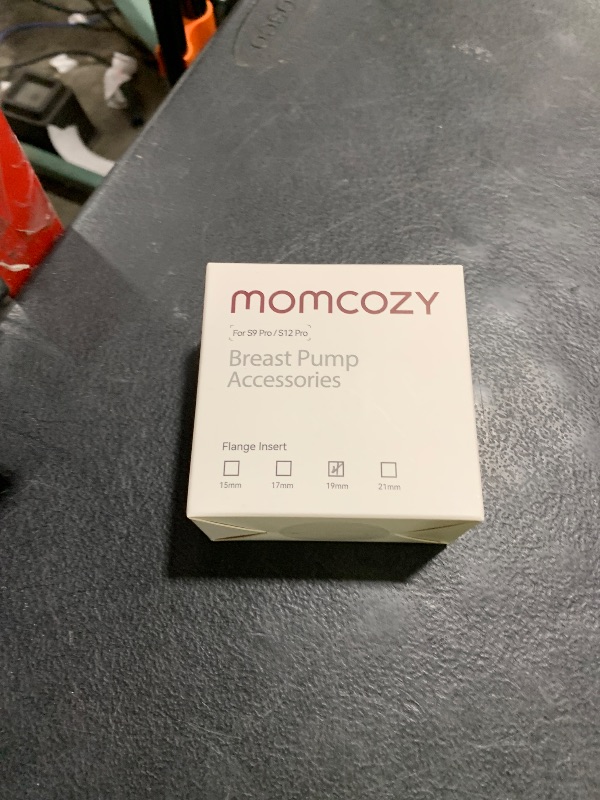 momcozy
For S9 Pro / S12 Pro
Breast Pump
Accessories
Flange Insert
15mm 17mm 19mm 21mm